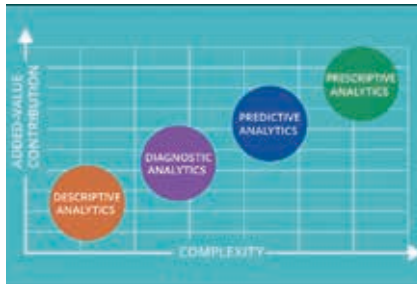 PRESCRIPTIVE
ANALYTICS
PREDICTIVE
ANALYTICS
DIAGNOSTIC
ANALYTICS
DESCRIPTIVE
ANALYTICS
ADDED-VALUE
CONTRIBUTION
COMPLEXITY